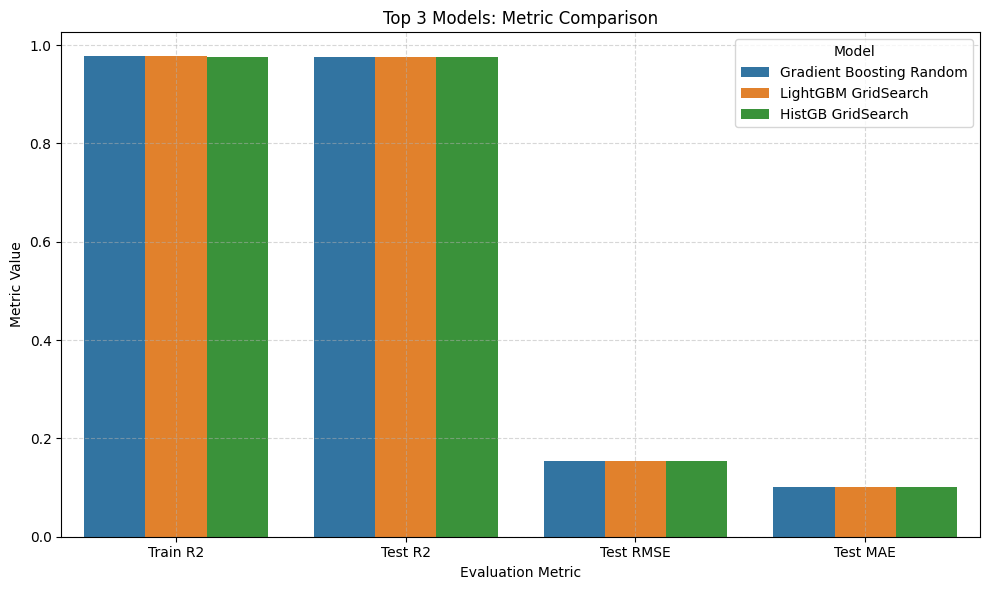 Top 3 Models: Metric Comparison
Model
Gradient Boosting Random
LightGBM GridSearch
HistGB GridSearch
Metric Value
1.0
0.8
0.6
0.4
0.2
0.0
Train R2
Test R2
Test RMSE
Test MAE
Evaluation Metric